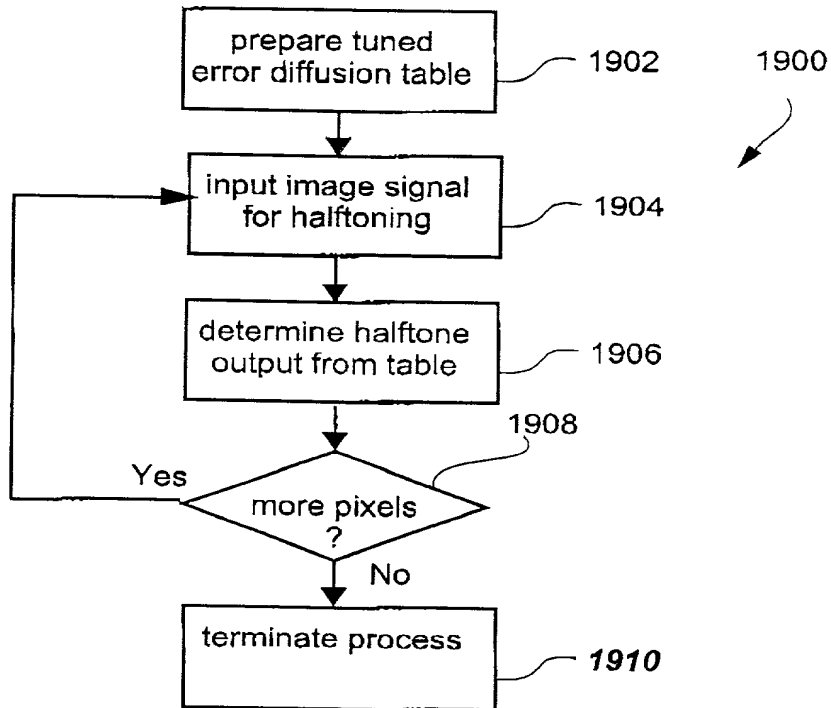 prepare tuned
error diffusion table
1902
1900
input image signal
for halftoning
1904
determine halftone
output from table
1906
1908
Yes
more pixels
?
No
terminate process
1910